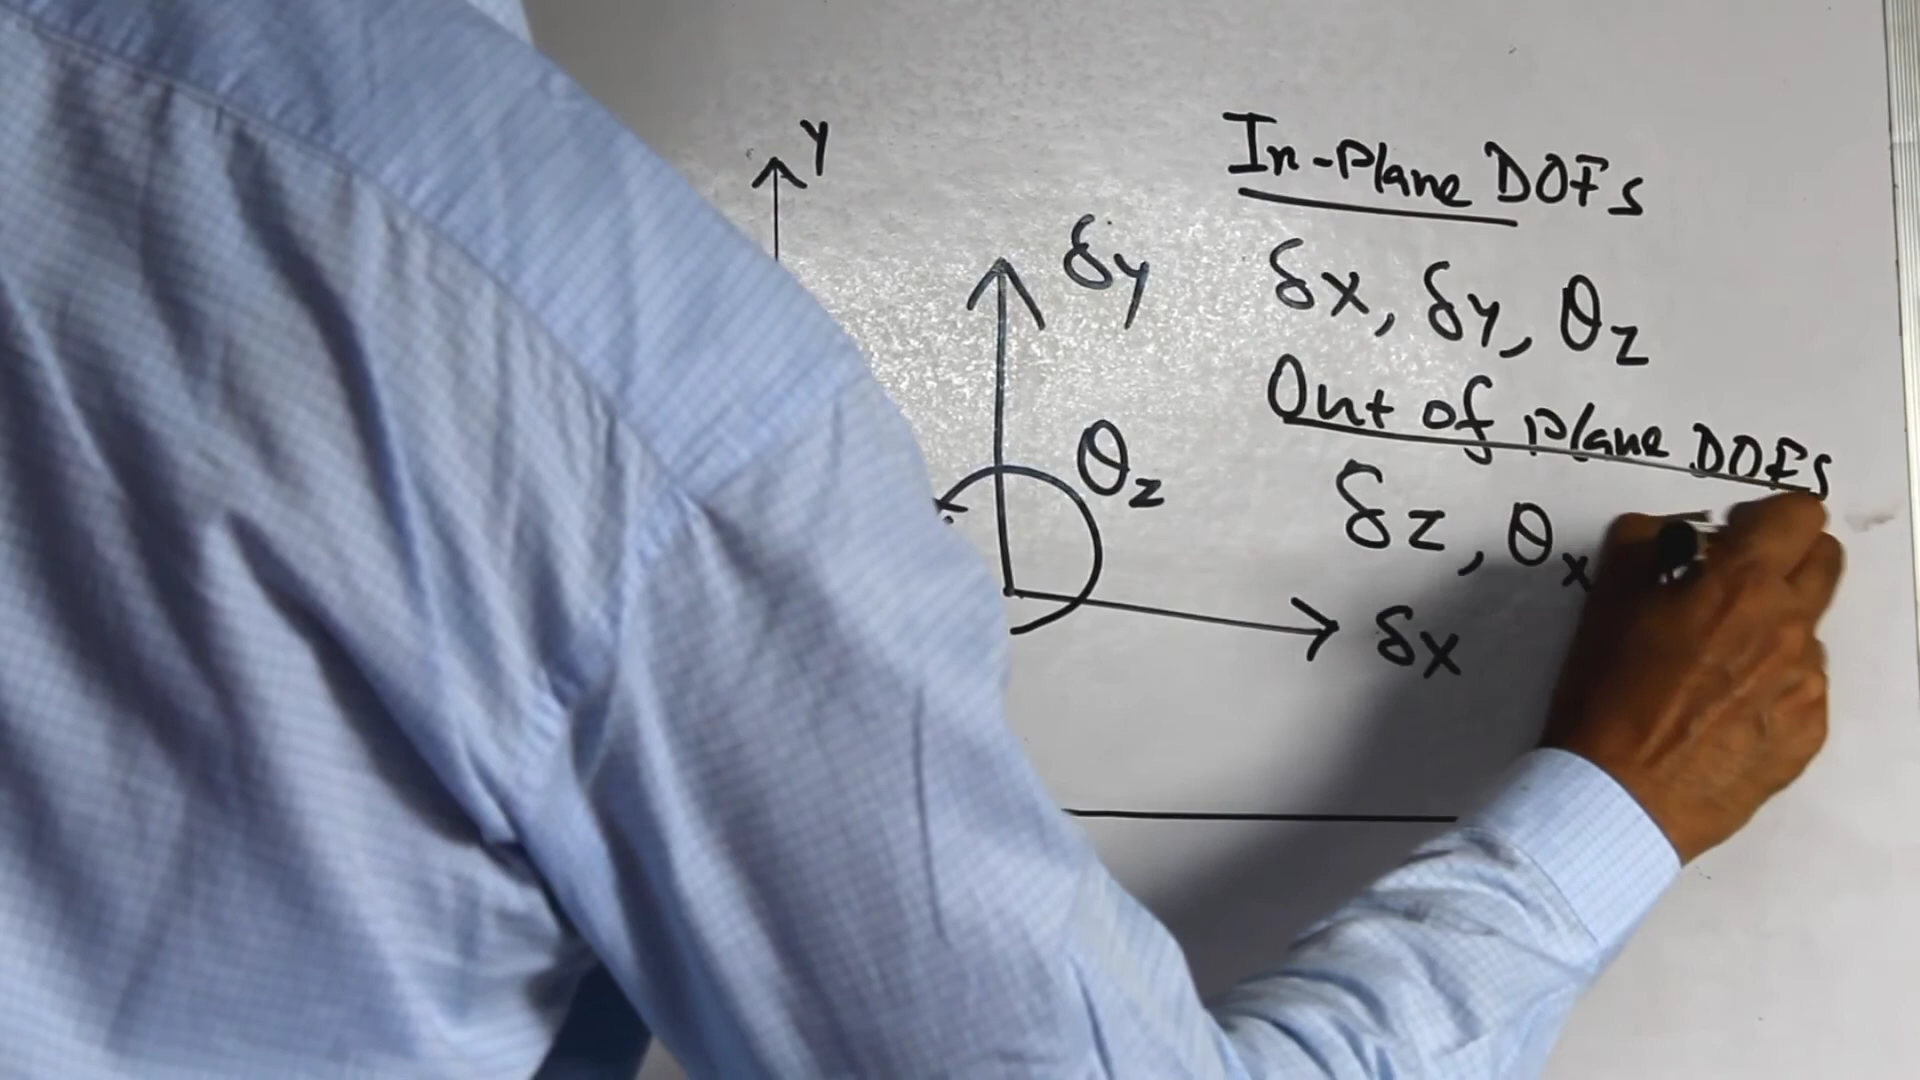 Y
δy
θz
δx
In-Plane DOFs
δx, δy, θz
Out of plane DOFs
δz, θx